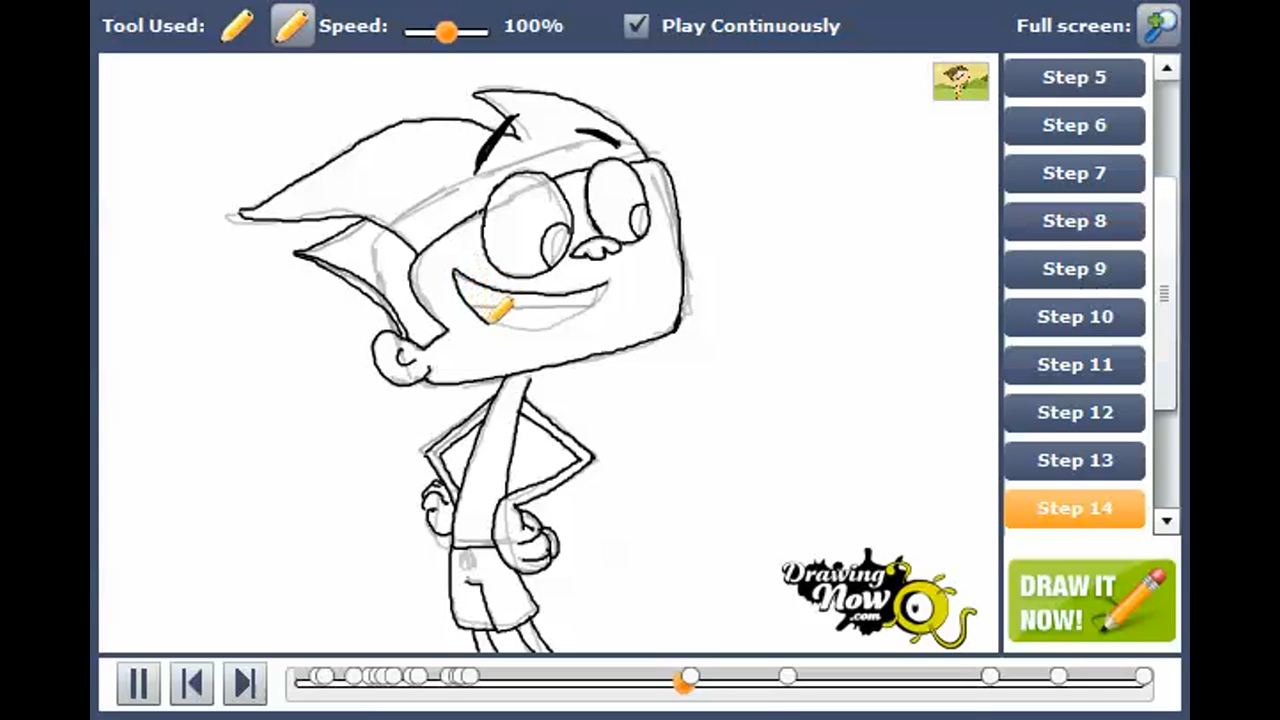 Tool Used:
Speed:
100%
Play Continuously
Full screen:
Step 5
Step 6
Step 7
Step 8
Step 9
Step 10
Step 11
Step 12
Step 13
Step 14
Drawing
Now
.com
DRAW IT
NOW!